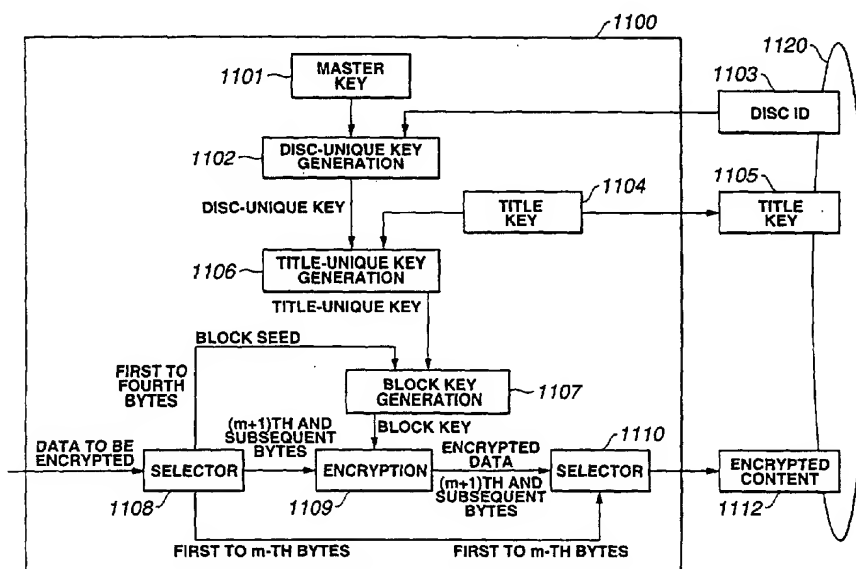 1100
1120
1101
MASTER
KEY
1103
DISC ID
1102
DISC-UNIQUE KEY
GENERATION
DISC-UNIQUE KEY
1104
TITLE
KEY
1105
TITLE
KEY
1106
TITLE-UNIQUE KEY
GENERATION
TITLE-UNIQUE KEY
BLOCK SEED
FIRST TO
FOURTH
BYTES
BLOCK KEY
GENERATION
1107
BLOCK KEY
DATA TO BE
ENCRYPTED
SELECTOR
1108
(m+1)TH AND
SUBSEQUENT
BYTES
ENCRYPTION
1109
ENCRYPTED
DATA
(m+1)TH AND
SUBSEQUENT
BYTES
1110
SELECTOR
ENCRYPTED
CONTENT
1112
FIRST TO m-TH BYTES
FIRST TO m-TH BYTES